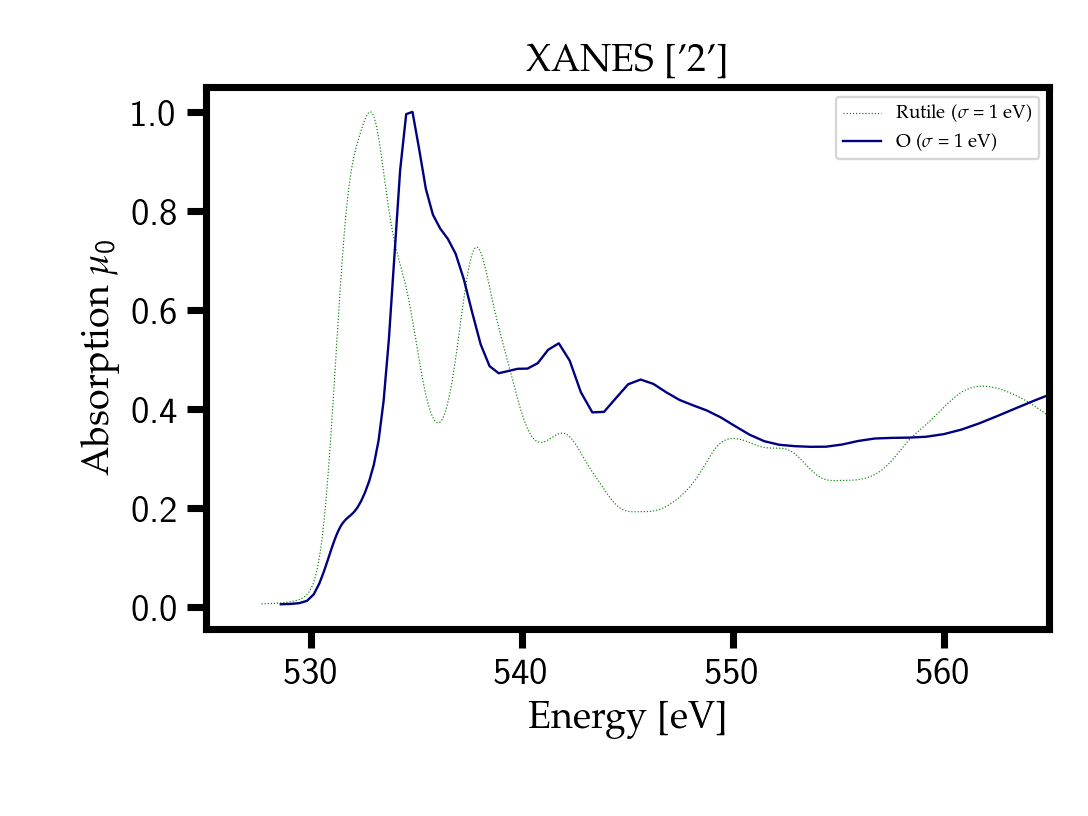 XANES ['2']
Rutile (σ = 1 eV)
O (σ = 1 eV)
1.0
0.8
0.6
0.4
0.2
0.0
Absorption μ₀
530 540 550 560
Energy [eV]